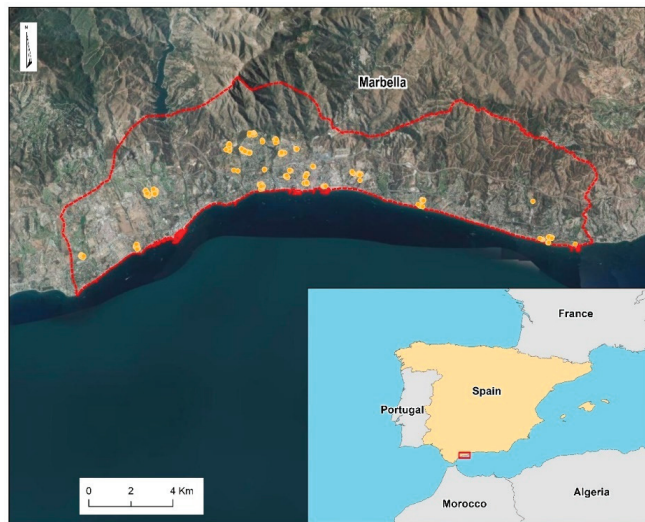 N
Marbella
France
Spain
Portugal
Morocco
Algeria
0 2 4 Km